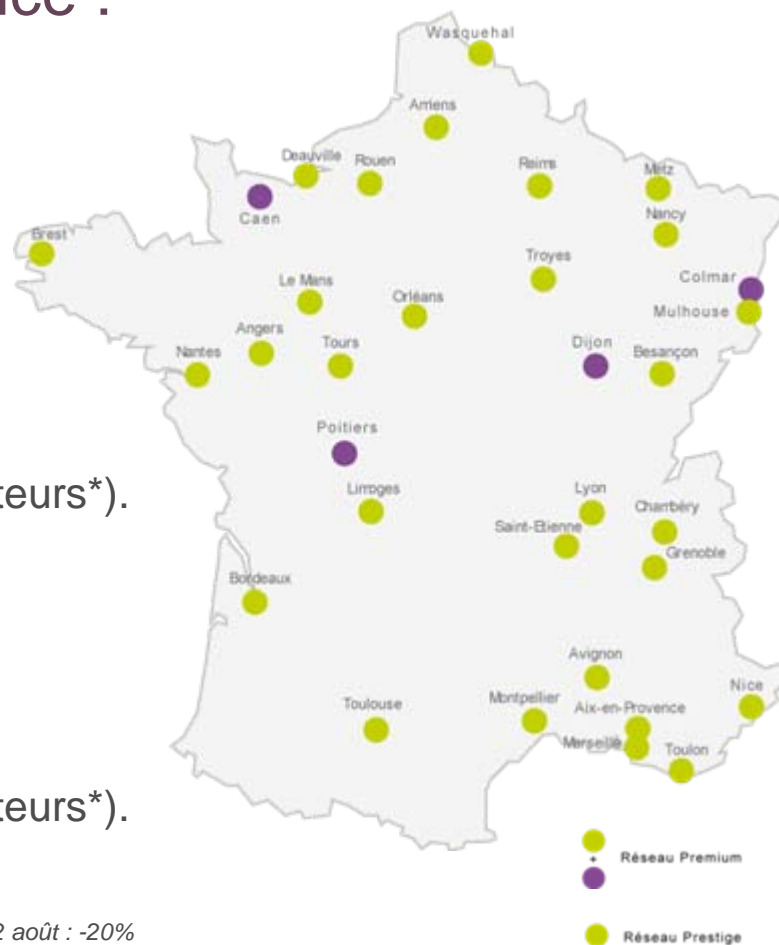 Wasquehal
Amiens
Deauville
Rouen
Reims
Metz
Caen
Nancy
Brest
Troyes
Colmar
Le Mans
Orléans
Mulhouse
Angers
Tours
Dijon
Besançon
Nantes
Poitiers
teurs*).
Limoges
Lyon
Chambéry
Saint-Etienne
Grenoble
Bordeaux
Avignon
Nice
Toulouse
Montpellier
Aix-en-Provence
Marseille
Toulon
teurs*).
+ Réseau Premium
2 août : -20%
Réseau Prestige